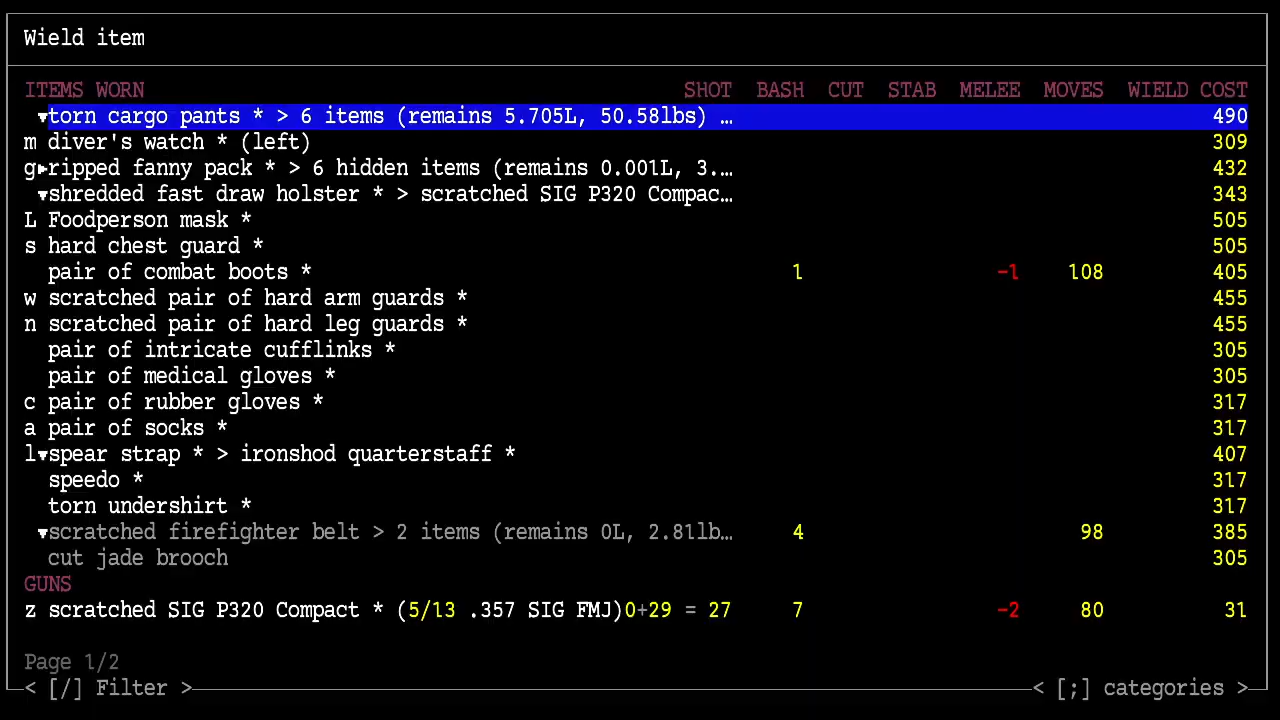 Wield item
ITEMS WORN SHOT BASH CUT STAB MELEE MOVES WIELD COST
▼torn cargo pants * > 6 items (remains 5.705L, 50.58lbs) … 490
m diver's watch * (left) 309
g▶ripped fanny pack * > 6 hidden items (remains 0.001L, 3.… 432
▼shredded fast draw holster * > scratched SIG P320 Compac… 343
L Foodperson mask * 505
s hard chest guard * 505
pair of combat boots * 1 -1 108 405
w scratched pair of hard arm guards * 455
n scratched pair of hard leg guards * 455
pair of intricate cufflinks * 305
pair of medical gloves * 305
c pair of rubber gloves * 317
a pair of socks * 317
l▼spear strap * > ironshod quarterstaff * 407
speedo * 317
torn undershirt * 317
▼scratched firefighter belt > 2 items (remains 0L, 2.81lb… 4 98 385
cut jade brooch 305
GUNS
z scratched SIG P320 Compact * (5/13 .357 SIG FMJ)0+29 = 27 7 -2 80 31
Page 1/2
< [/] Filter > < [;] categories >